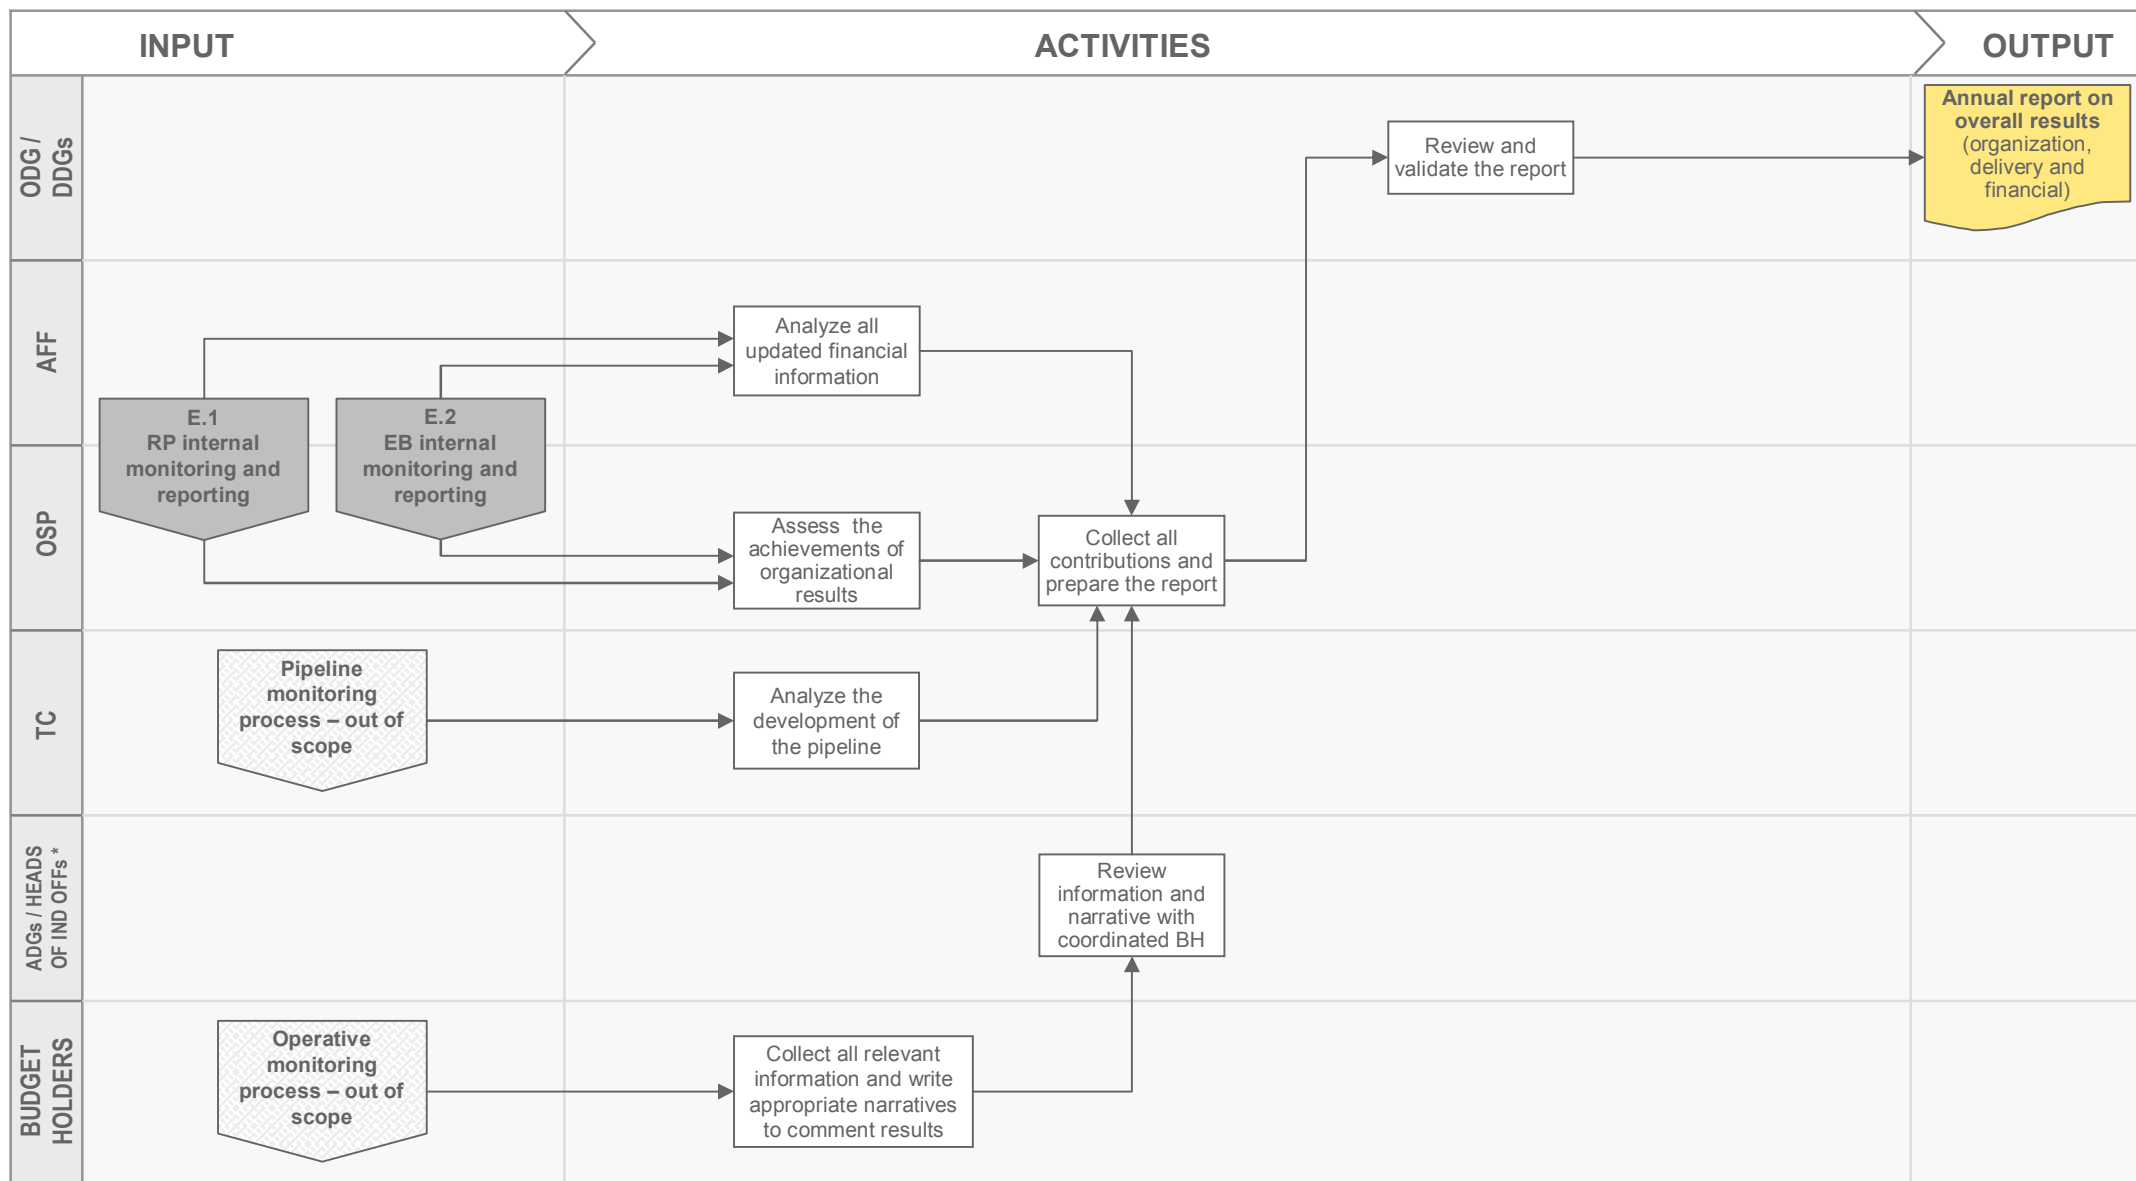 INPUT
ACTIVITIES
OUTPUT
ODG /
DDGs
Review and
validate the report
Annual report on
overall results
(organization,
delivery and
financial)
AFF
Analyze all
updated financial
information
E.1
RP internal
monitoring and
reporting
E.2
EB internal
monitoring and
reporting
OSP
Assess the
achievements of
organizational
results
Collect all
contributions and
prepare the report
TC
Pipeline
monitoring
process – out of
scope
Analyze the
development of
the pipeline
ADGs / HEADS
OF IND OFFs *
Review
information and
narrative with
coordinated BH
BUDGET
HOLDERS
Operative
monitoring
process – out of
scope
Collect all relevant
information and write
appropriate narratives
to comment results